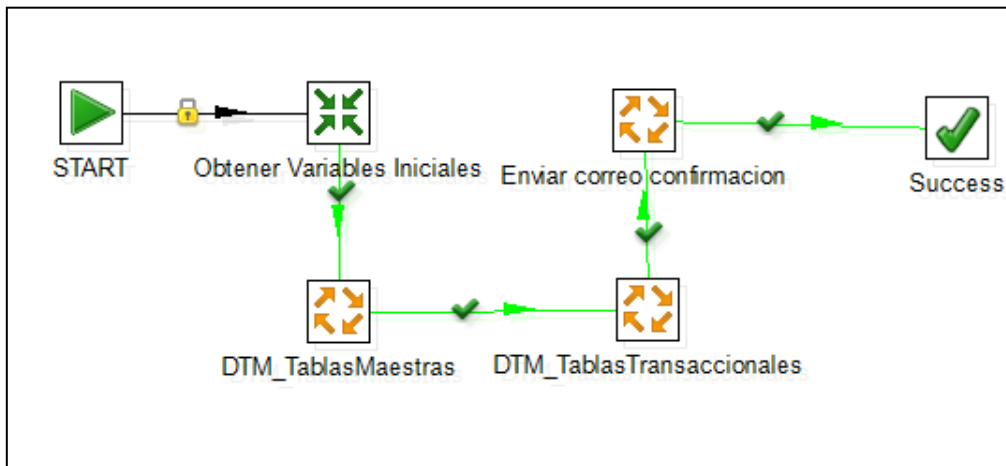 START
Obtener Variables Iniciales
Enviar correo confirmacion
Success
DTM_TablasMaestras
DTM_TablasTransaccionales